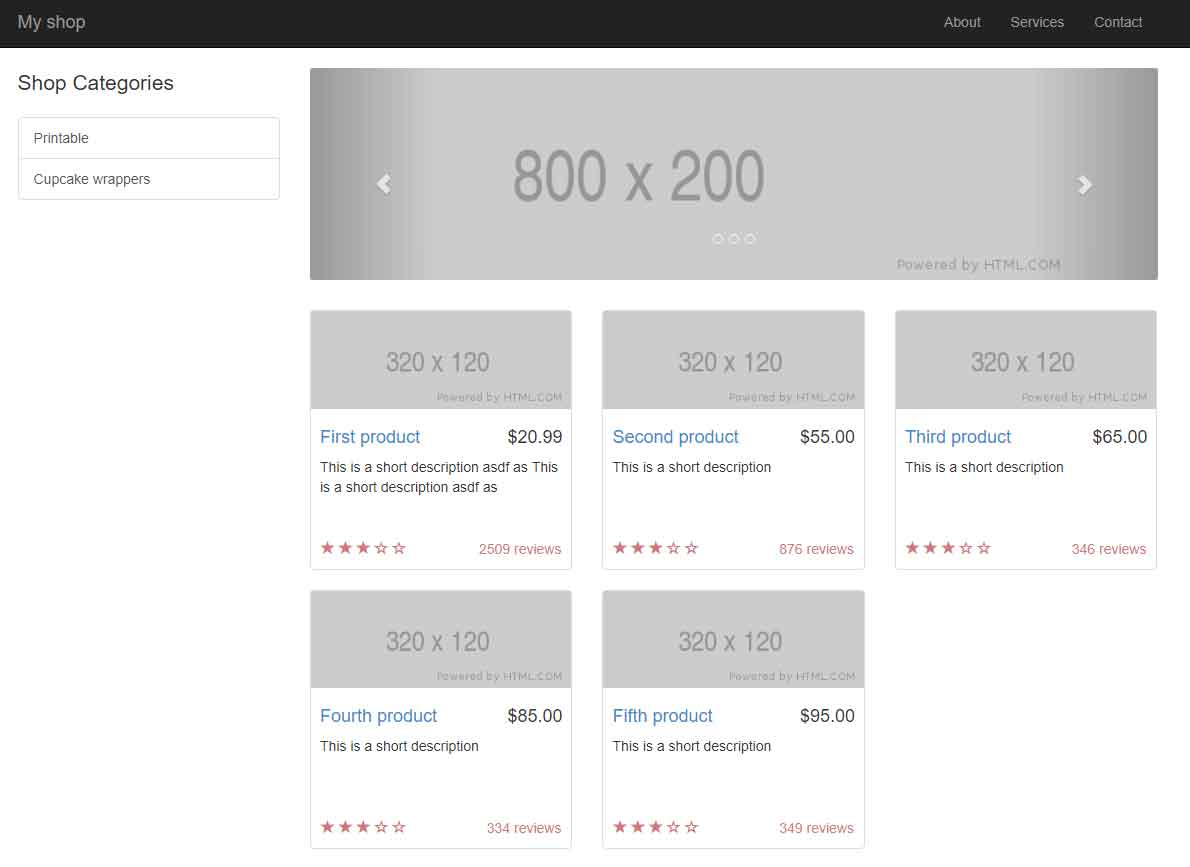 My shop
About Services Contact
Shop Categories
Printable
Cupcake wrappers
800 x 200
Powered by HTML.COM
320 x 120
Powered by HTML.COM
First product $20.99
This is a short description asdf as This
is a short description asdf as
2509 reviews
320 x 120
Powered by HTML.COM
Second product $55.00
This is a short description
876 reviews
320 x 120
Powered by HTML.COM
Third product $65.00
This is a short description
346 reviews
320 x 120
Powered by HTML.COM
Fourth product $85.00
This is a short description
334 reviews
320 x 120
Powered by HTML.COM
Fifth product $95.00
This is a short description
349 reviews